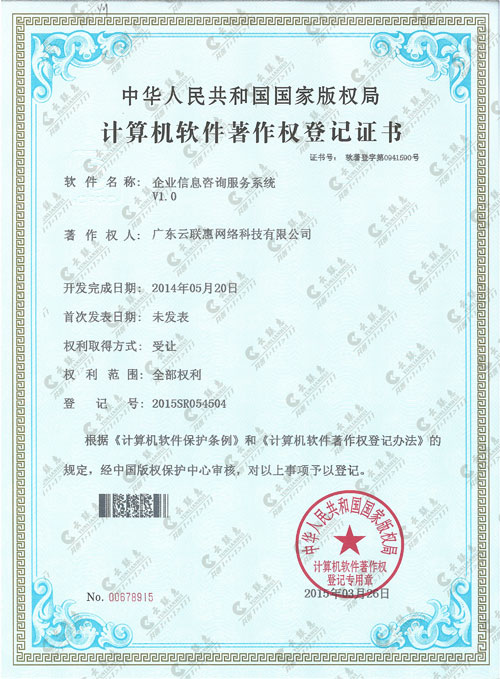 中华人民共和国国家版权局
计算机软件著作权登记证书
证书号： 软著登字第0941590号
软件名称： 企业信息咨询服务系统
V1.0
著作权人： 广东云联惠网络科技有限公司
开发完成日期： 2014年05月20日
首次发表日期： 未发表
权利取得方式： 受让
权利范围： 全部权利
登记号： 2015SR054504
根据《计算机软件保护条例》和《计算机软件著作权登记办法》的
规定，经中国版权保护中心审核，对以上事项予以登记。
中华人民共和国国家版权局
计算机软件著作权
登记专用章
No. 00678915
2015年03月26日